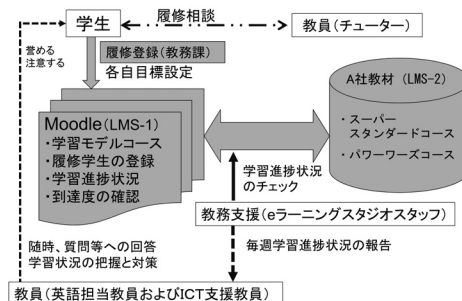 学生
履修相談
教員(チューター)
誉める
注意する
履修登録(教務課)
各自目標設定
Moodle(LMS-1)
・学習モデルコース
・履修学生の登録
・学習進捗状況
・到達度の確認
A社教材 (LMS-2)
・スーパー
スタンダードコース
・パワーワーズコース
学習進捗状況
のチェック
教務支援(eラーニングスタジオスタッフ)
随時、質問等への回答
学習状況の把握と対策
毎週学習進捗状況の報告
教員(英語担当教員およびICT支援教員)